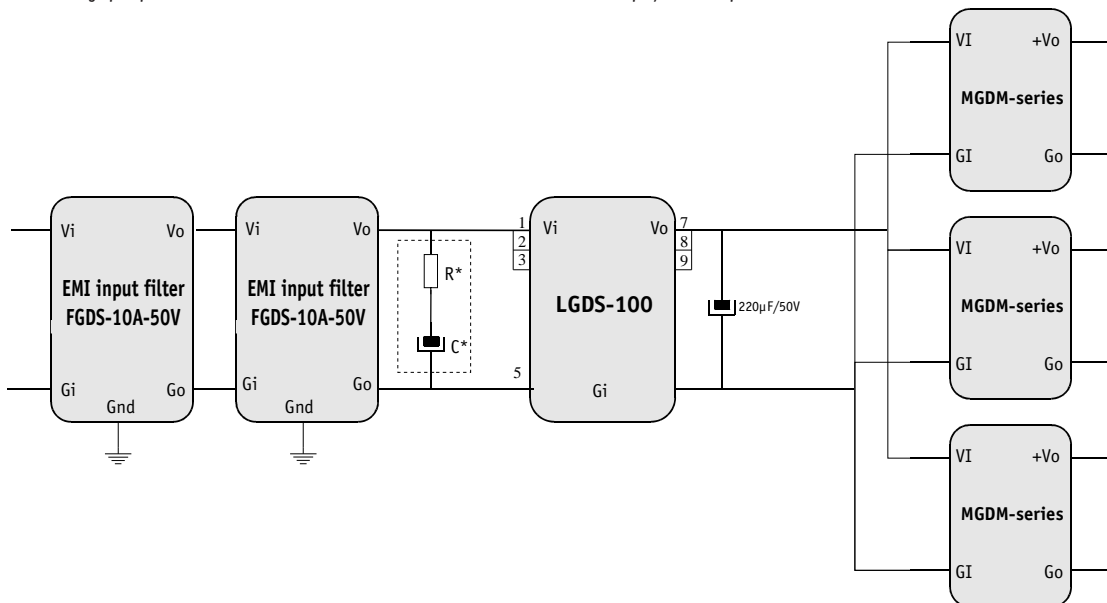 VI +Vo
MGDM-series
GI Go
Vi Vo
EMI input filter
FGDS-10A-50V
Gi Go
Gnd
Vi Vo
EMI input filter
FGDS-10A-50V
Gi Go
Gnd
R*
C*
1
2
3
5
Vi Vo
LGDS-100
Gi
7
8
9
220µF/50V
VI +Vo
MGDM-series
GI Go
VI +Vo
MGDM-series
GI Go